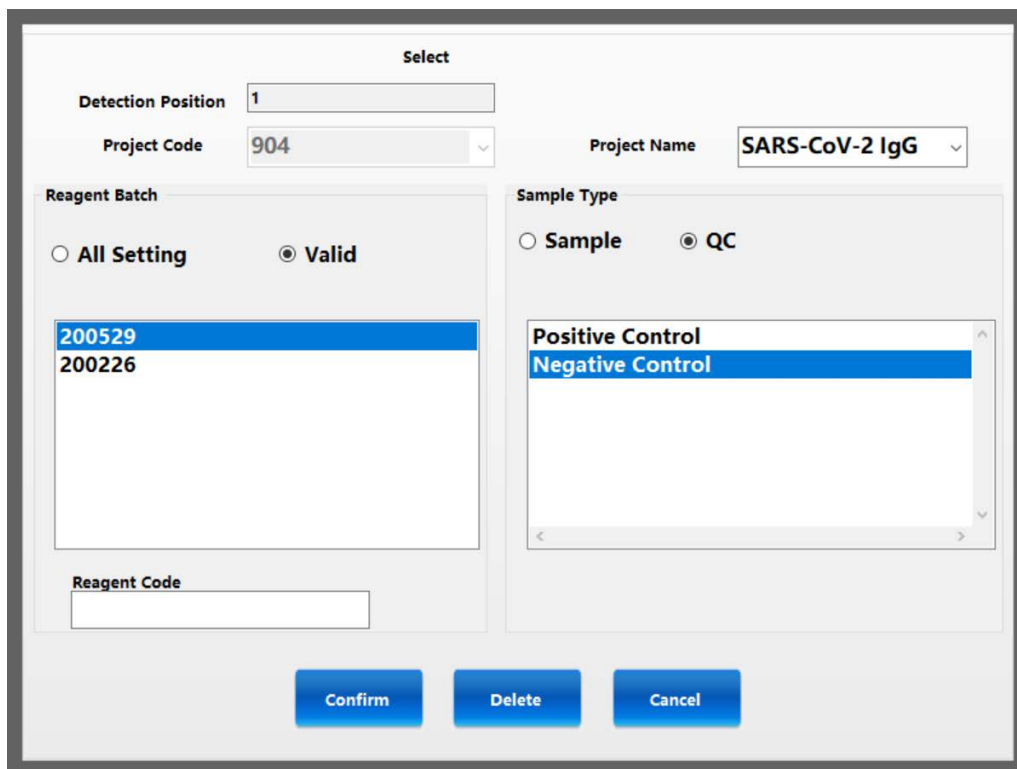 Select
Detection Position 1
Project Code 904 Project Name SARS-CoV-2 IgG
Reagent Batch Sample Type
All Setting Valid Sample QC
200529 Positive Control
200226 Negative Control
Reagent Code
Confirm Delete Cancel